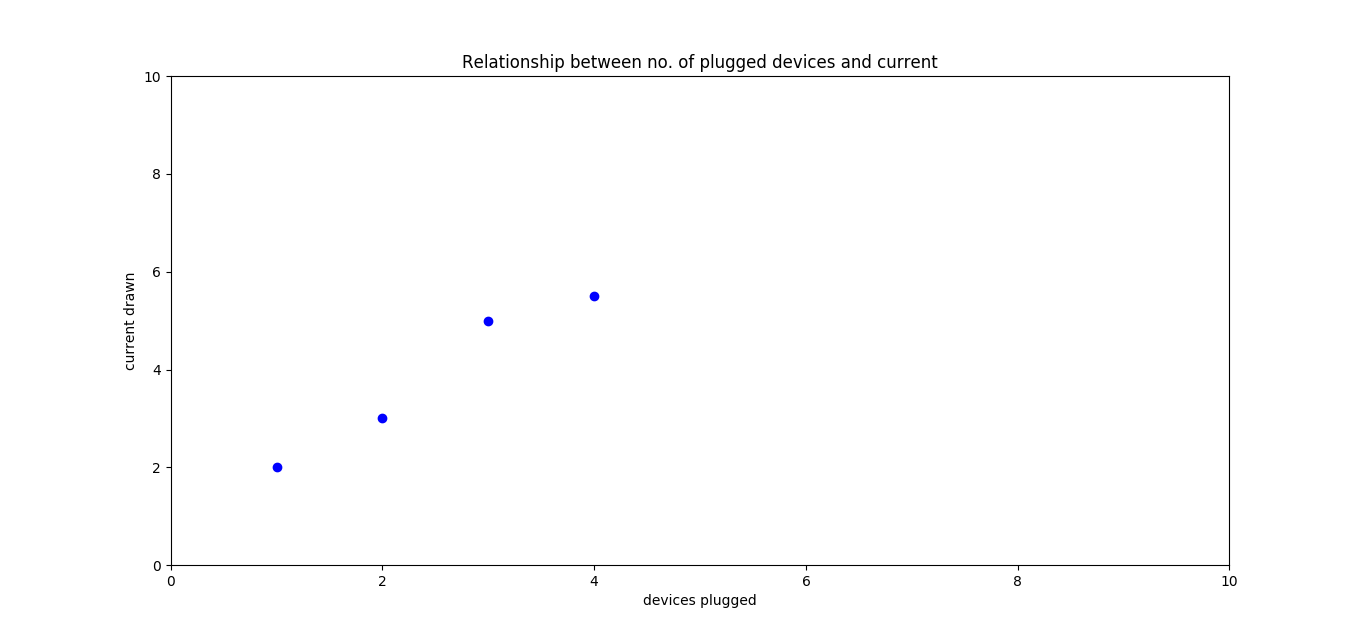 Relationship between no. of plugged devices and current
10
8
6
4
2
0
current drawn
0 2 4 6 8 10
devices plugged